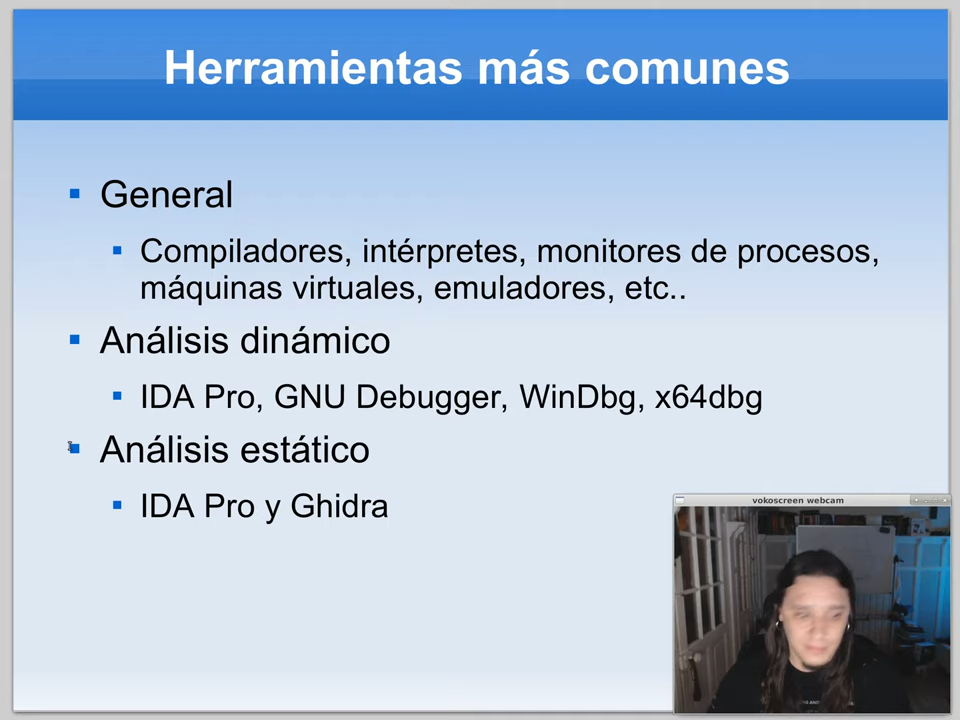 Herramientas más comunes
General
Compiladores, intérpretes, monitores de procesos,
máquinas virtuales, emuladores, etc..
Análisis dinámico
IDA Pro, GNU Debugger, WinDbg, x64dbg
Análisis estático
IDA Pro y Ghidra
vokoscreen webcam